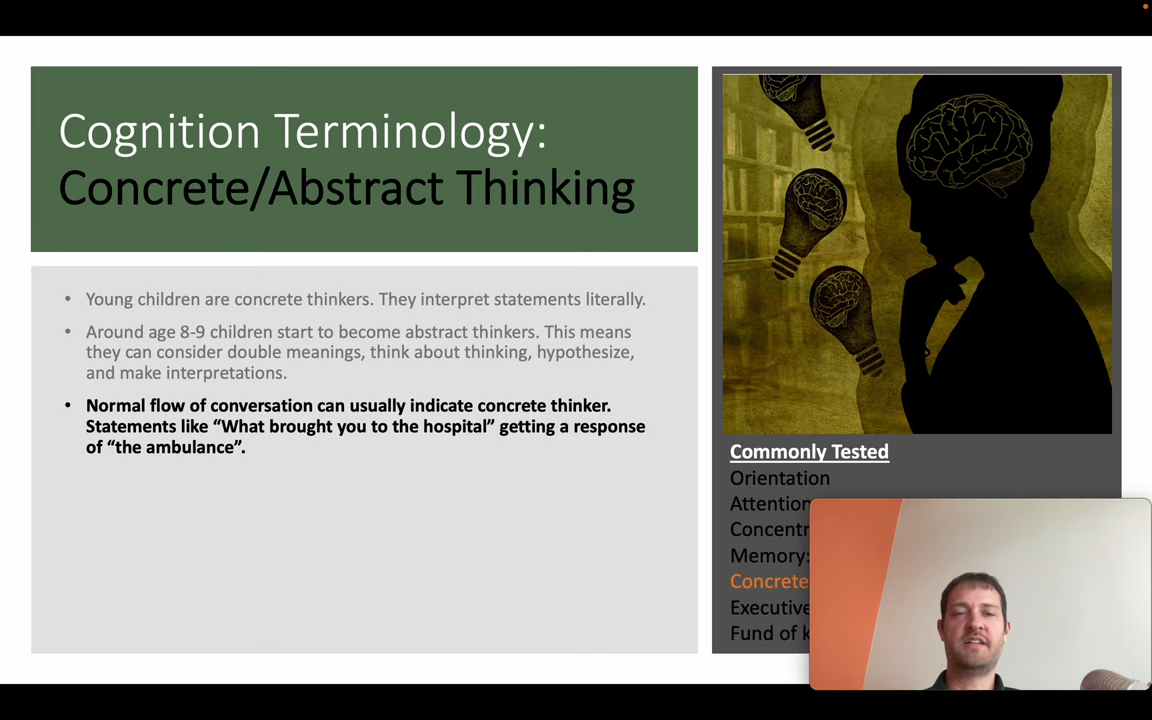 Cognition Terminology:
Concrete/Abstract Thinking
• Young children are concrete thinkers. They interpret statements literally.
• Around age 8-9 children start to become abstract thinkers. This means
they can consider double meanings, think about thinking, hypothesize,
and make interpretations.
• Normal flow of conversation can usually indicate concrete thinker.
Statements like “What brought you to the hospital” getting a response
of “the ambulance”.
Commonly Tested
Orientation
Attention
Memory:
Concrete
Executive
Fund of